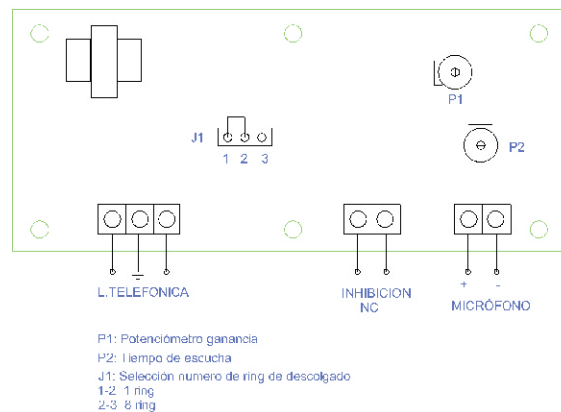 P1
J1
P2
1 2 3
L.TELEFONICA
INHIBICION
NC
+ -
MICRÓFONO
P1: Potenciómetro ganancia
P2: Tiempo de escucha
J1: Selección numero de ring de descolgado
1-2 1 ring
2-3 8 ring